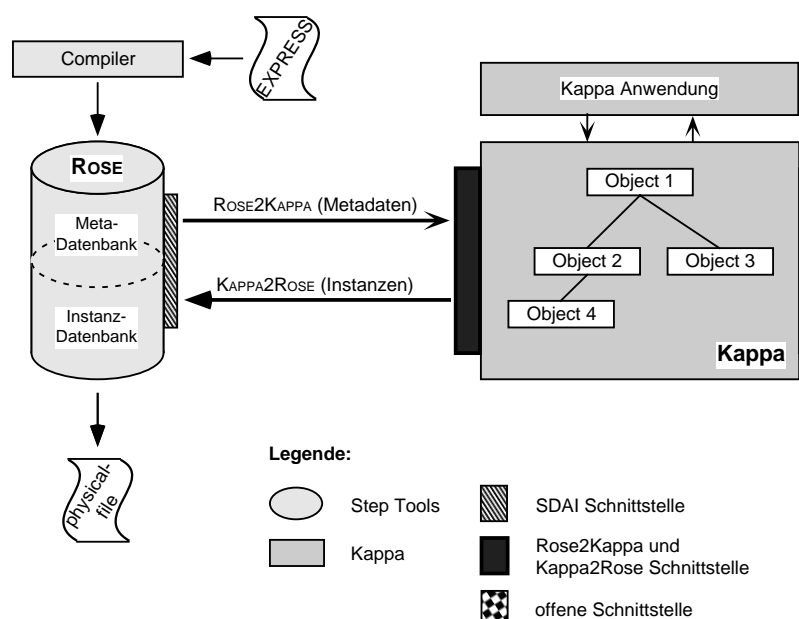 Compiler
EXPRESS
Kappa Anwendung
ROSE
Object 1
ROSE2KAPPA (Metadaten)
Meta-
Datenbank
Object 2
Object 3
KAPPA2ROSE (Instanzen)
Instanz-
Datenbank
Object 4
Kappa
physical-
file
Legende:
Step Tools
SDAI Schnittstelle
Kappa
Rose2Kappa und
Kappa2Rose Schnittstelle
offene Schnittstelle